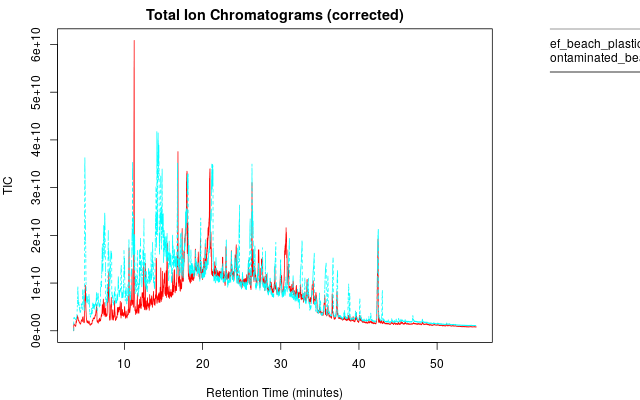 Total Ion Chromatograms (corrected)
ef_beach_plastic
ontaminated_bea
TIC
0e+00 1e+10 2e+10 3e+10 4e+10 5e+10 6e+10
10 20 30 40 50
Retention Time (minutes)